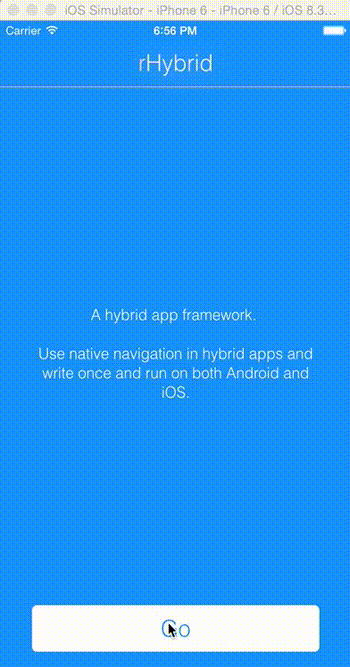 iOS Simulator - iPhone 6 - iPhone 6 / iOS 8.3...
Carrier 6:56 PM
rHybrid
A hybrid app framework.
Use native navigation in hybrid apps and
write once and run on both Android and
iOS.
Go